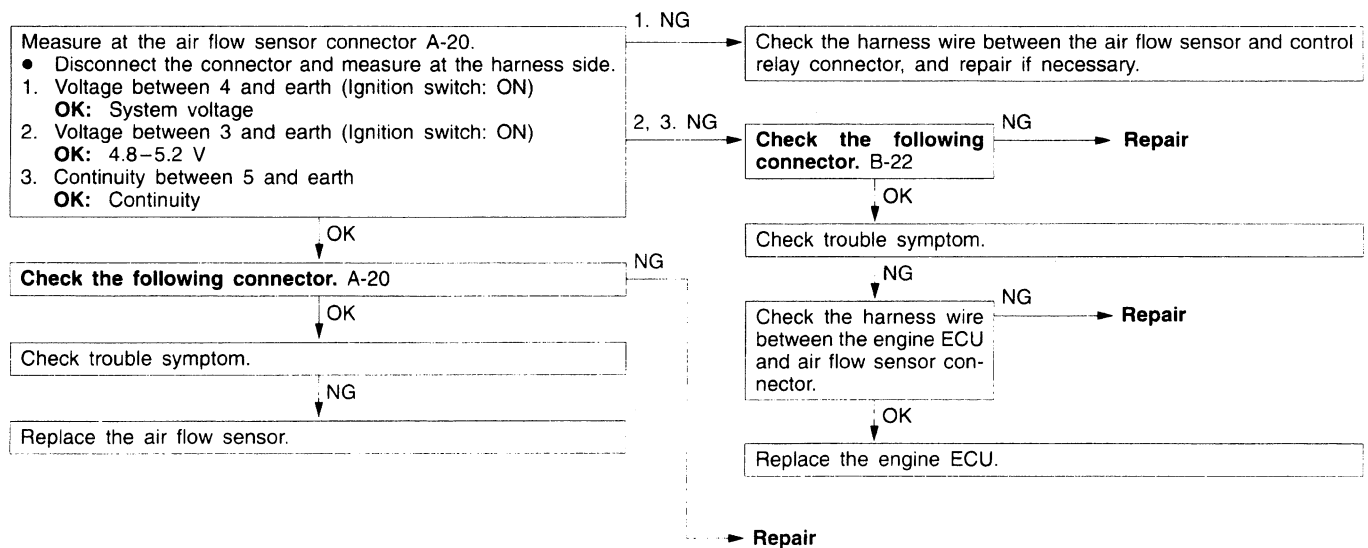 Measure at the air flow sensor connector A-20.
● Disconnect the connector and measure at the harness side.
1. Voltage between 4 and earth (Ignition switch: ON)
OK: System voltage
2. Voltage between 3 and earth (Ignition switch: ON)
OK: 4.8–5.2 V
3. Continuity between 5 and earth
OK: Continuity
1. NG
Check the harness wire between the air flow sensor and control
relay connector, and repair if necessary.
2, 3. NG
Check the following
connector. B-22
NG
Repair
OK
Check trouble symptom.
NG
Check the harness wire
between the engine ECU
and air flow sensor con-
nector.
NG
Repair
OK
Replace the engine ECU.
OK
Check the following connector. A-20
NG
OK
Check trouble symptom.
NG
Replace the air flow sensor.
Repair